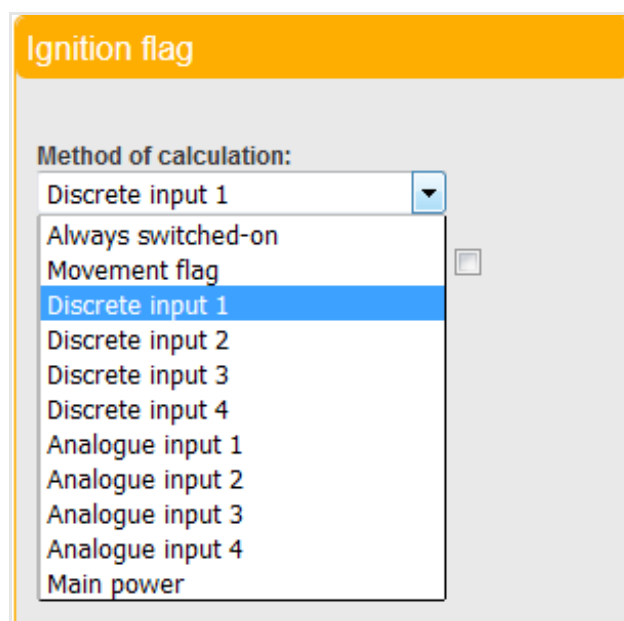 Ignition flag
Method of calculation:
Discrete input 1
Always switched-on
Movement flag
Discrete input 1
Discrete input 2
Discrete input 3
Discrete input 4
Analogue input 1
Analogue input 2
Analogue input 3
Analogue input 4
Main power